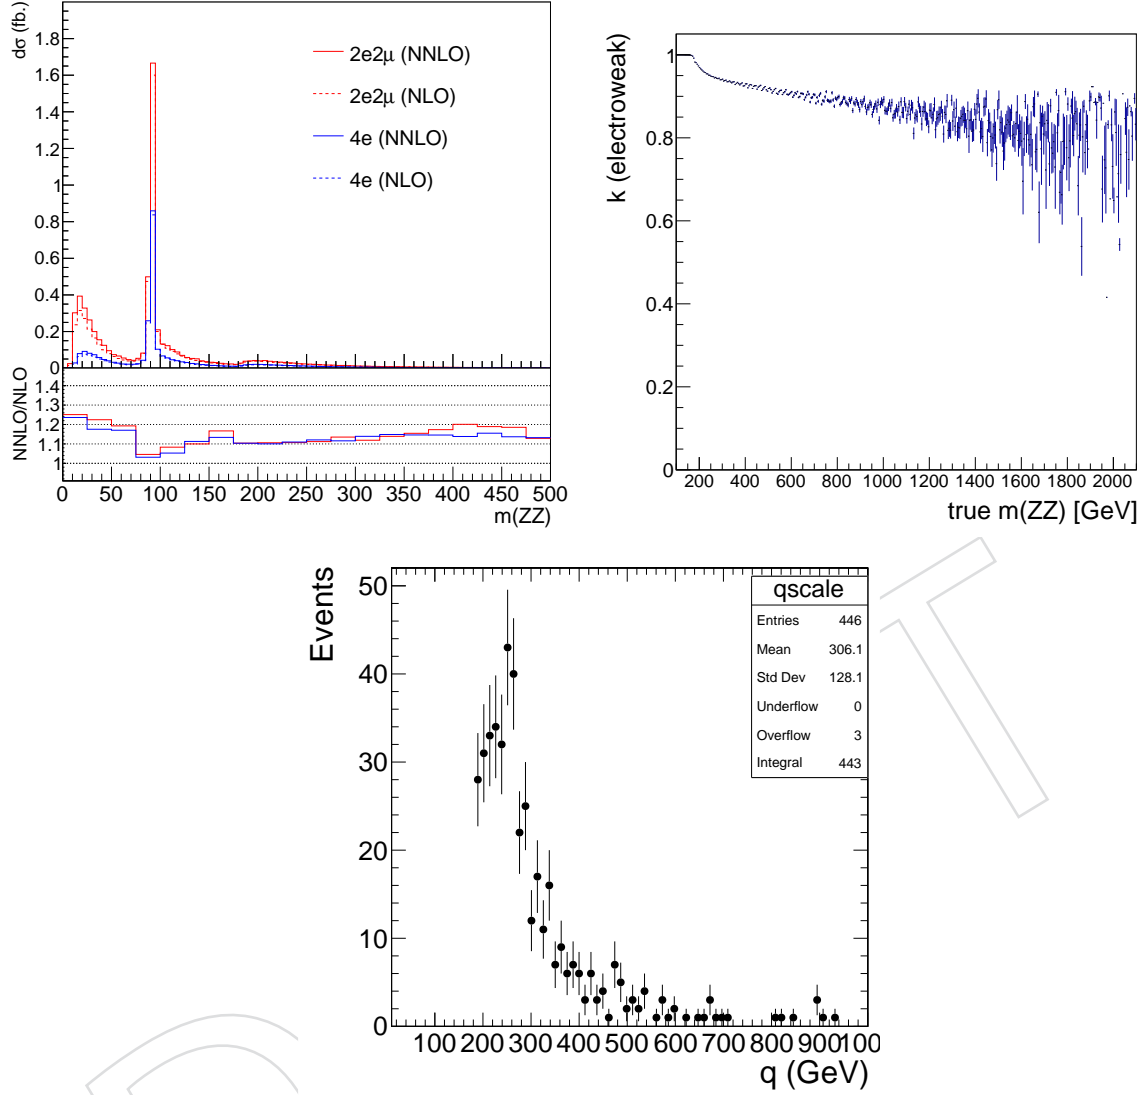 dσ (fb.)
1.8
1.6
1.4
1.2
1
0.8
0.6
0.4
0.2
0
2e2μ (NNLO)
2e2μ (NLO)
4e (NNLO)
4e (NLO)
NNLO/NLO
1.4
1.3
1.2
1.1
1
0 50 100 150 200 250 300 350 400 450 500
m(ZZ)
k (electroweak)
1
0.8
0.6
0.4
0.2
0
200 400 600 800 1000 1200 1400 1600 1800 2000
true m(ZZ) [GeV]
Events
50
40
30
20
10
0
qscale
Entries 446
Mean 306.1
Std Dev 128.1
Underflow 0
Overflow 3
Integral 443
100 200 300 400 500 600 700 800 900 100
q (GeV)